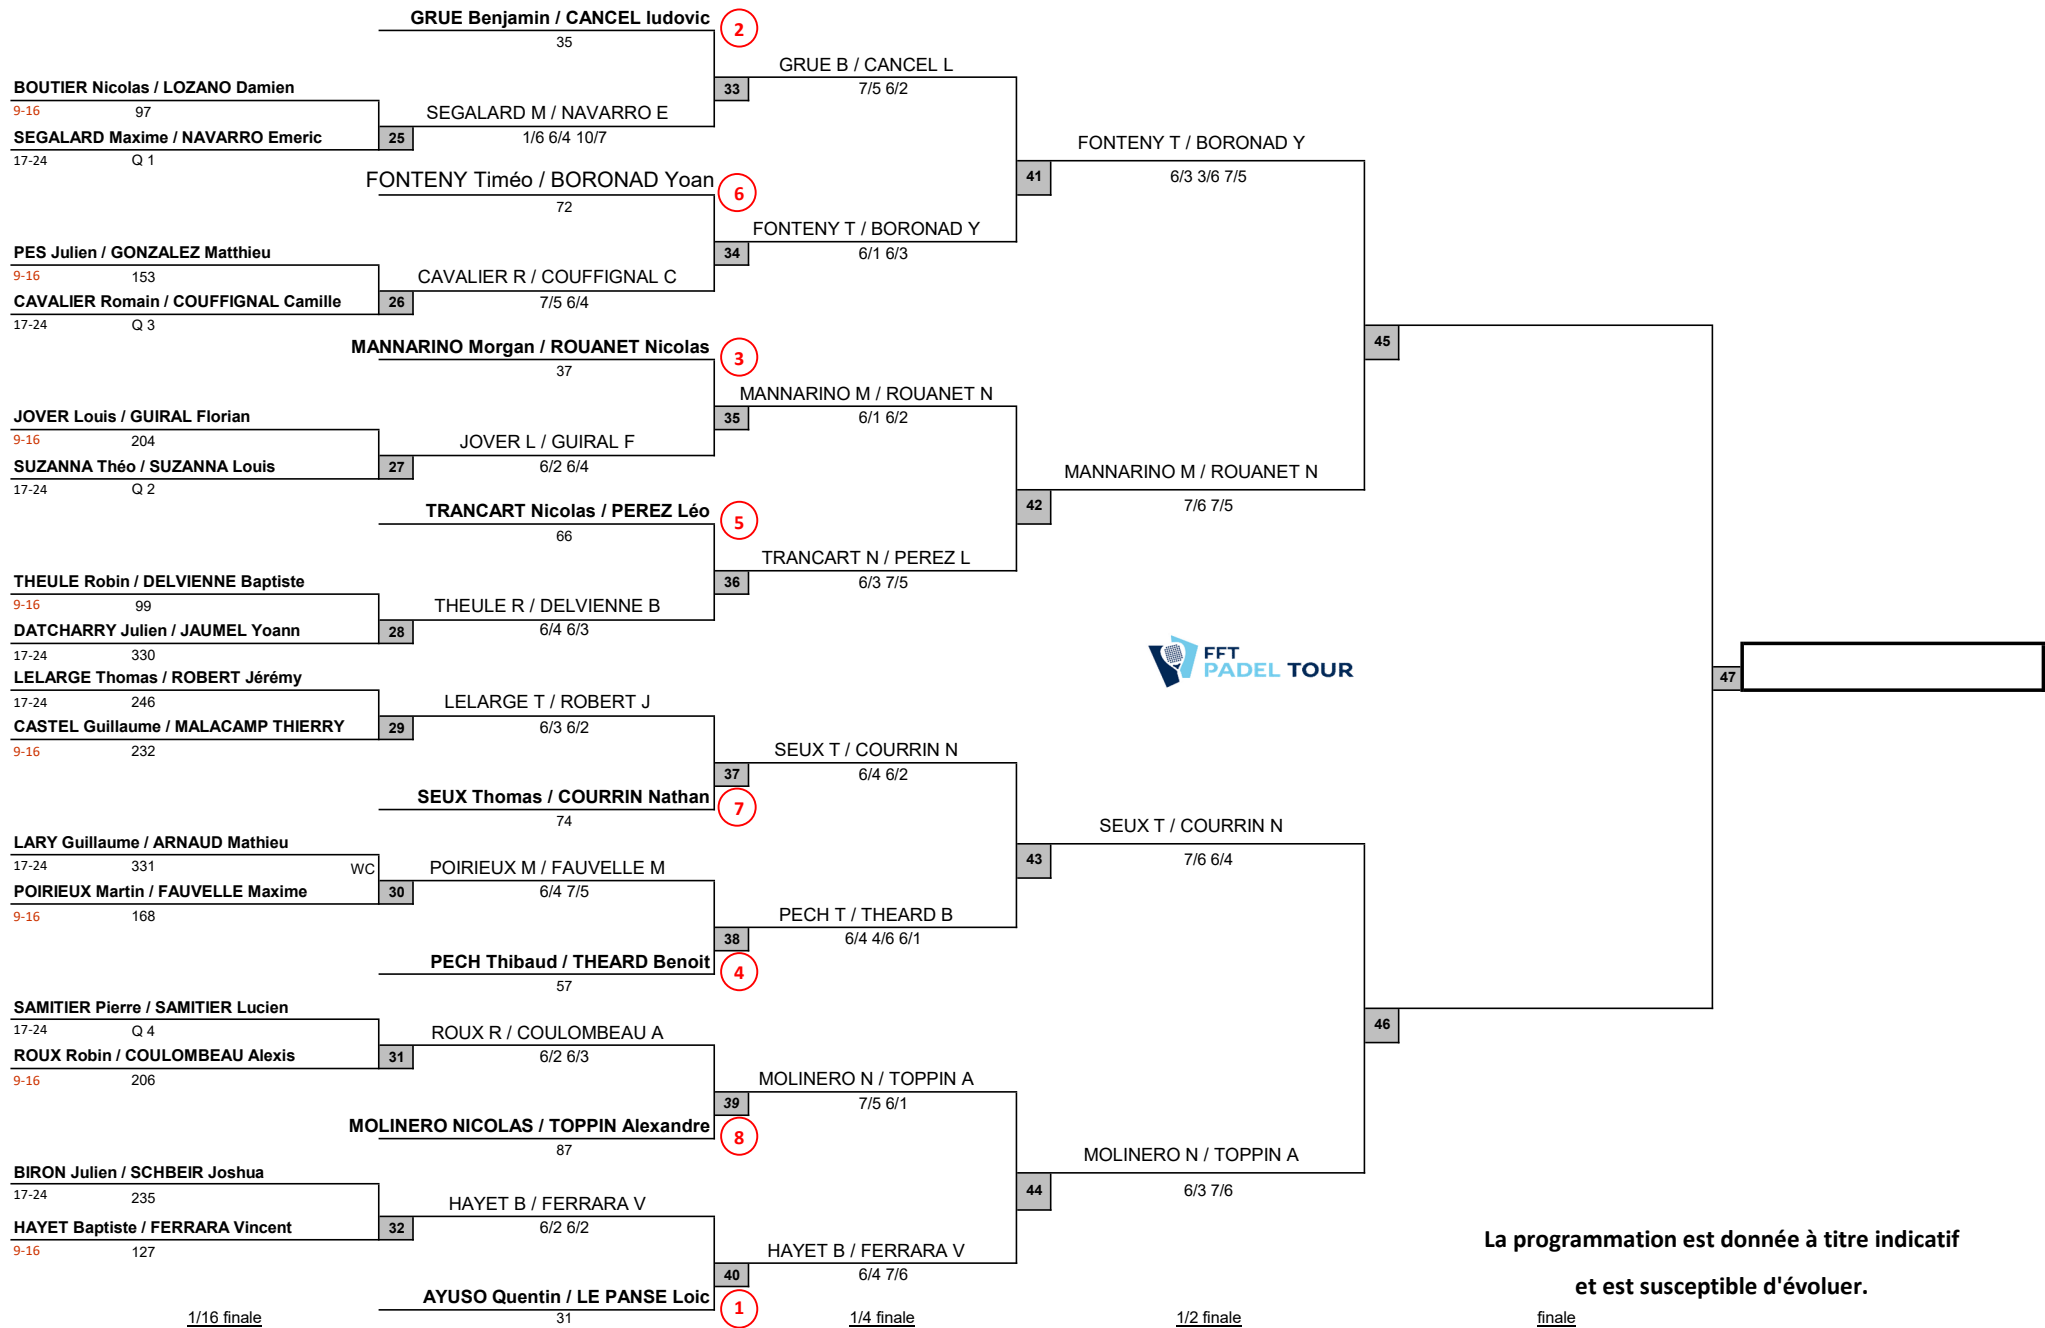 GRUE Benjamin / CANCEL ludovic
2
35
GRUE B / CANCEL L
BOUTIER Nicolas / LOZANO Damien
33
7/5 6/2
9-16
97
SEGALARD M / NAVARRO E
SEGALARD Maxime / NAVARRO Emeric
25
1/6 6/4 10/7
FONTENY T / BORONAD Y
17-24
Q 1
FONTENY Timéo / BORONAD Yoan
6
41
6/3 3/6 7/5
72
FONTENY T / BORONAD Y
PES Julien / GONZALEZ Matthieu
34
6/1 6/3
9-16
153
CAVALIER R / COUFFIGNAL C
CAVALIER Romain / COUFFIGNAL Camille
26
7/5 6/4
17-24
Q 3
MANNARINO Morgan / ROUANET Nicolas
3
45
37
MANNARINO M / ROUANET N
JOVER Louis / GUIRAL Florian
35
6/1 6/2
9-16
204
JOVER L / GUIRAL F
SUZANNA Théo / SUZANNA Louis
27
6/2 6/4
MANNARINO M / ROUANET N
17-24
Q 2
TRANCART Nicolas / PEREZ Léo
5
42
7/6 7/5
66
TRANCART N / PEREZ L
THEULE Robin / DELVIENNE Baptiste
36
6/3 7/5
9-16
99
THEULE R / DELVIENNE B
DATCHARRY Julien / JAUMEL Yoann
28
6/4 6/3
17-24
330
FFT
PADEL TOUR
LELARGE Thomas / ROBERT Jérémy
47
17-24
246
LELARGE T / ROBERT J
CASTEL Guillaume / MALACAMP THIERRY
29
6/3 6/2
9-16
232
SEUX T / COURRIN N
37
6/4 6/2
SEUX Thomas / COURRIN Nathan
7
74
SEUX T / COURRIN N
LARY Guillaume / ARNAUD Mathieu
43
7/6 6/4
17-24
331
WC
POIRIEUX M / FAUVELLE M
POIRIEUX Martin / FAUVELLE Maxime
30
6/4 7/5
9-16
168
PECH T / THEARD B
38
6/4 4/6 6/1
PECH Thibaud / THEARD Benoit
4
57
SAMITIER Pierre / SAMITIER Lucien
46
17-24
Q 4
ROUX R / COULOMBEAU A
ROUX Robin / COULOMBEAU Alexis
31
6/2 6/3
9-16
206
MOLINERO N / TOPPIN A
39
7/5 6/1
MOLINERO NICOLAS / TOPPIN Alexandre
8
87
MOLINERO N / TOPPIN A
BIRON Julien / SCHBEIR Joshua
44
6/3 7/6
17-24
235
HAYET B / FERRARA V
HAYET Baptiste / FERRARA Vincent
32
6/2 6/2
9-16
127
HAYET B / FERRARA V
La programmation est donnée à titre indicatif
40
6/4 7/6
et est susceptible d'évoluer.
AYUSO Quentin / LE PANSE Loic
1
31
1/16 finale
1/4 finale
1/2 finale
finale